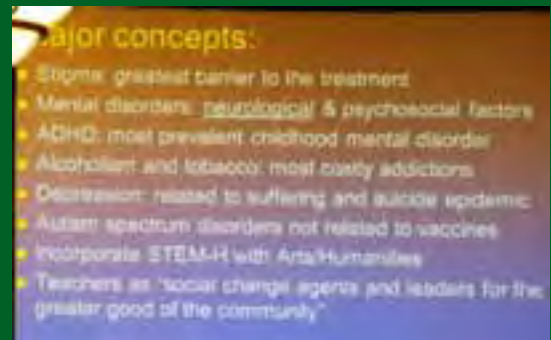 ajor concepts:
Stigma: greatest barrier to the treatment
Mental disorders: neurological & psychosocial factors
ADHD: most prevalent childhood mental disorder
Alcoholism and tobacco: most costly addictions
Depression: related to suffering and suicide epidemic
Autism spectrum disorders not related to vaccines
Incorporate STEM-H with Arts/Humanities
Teachers as "social change agents and leaders for the
greater good of the community"